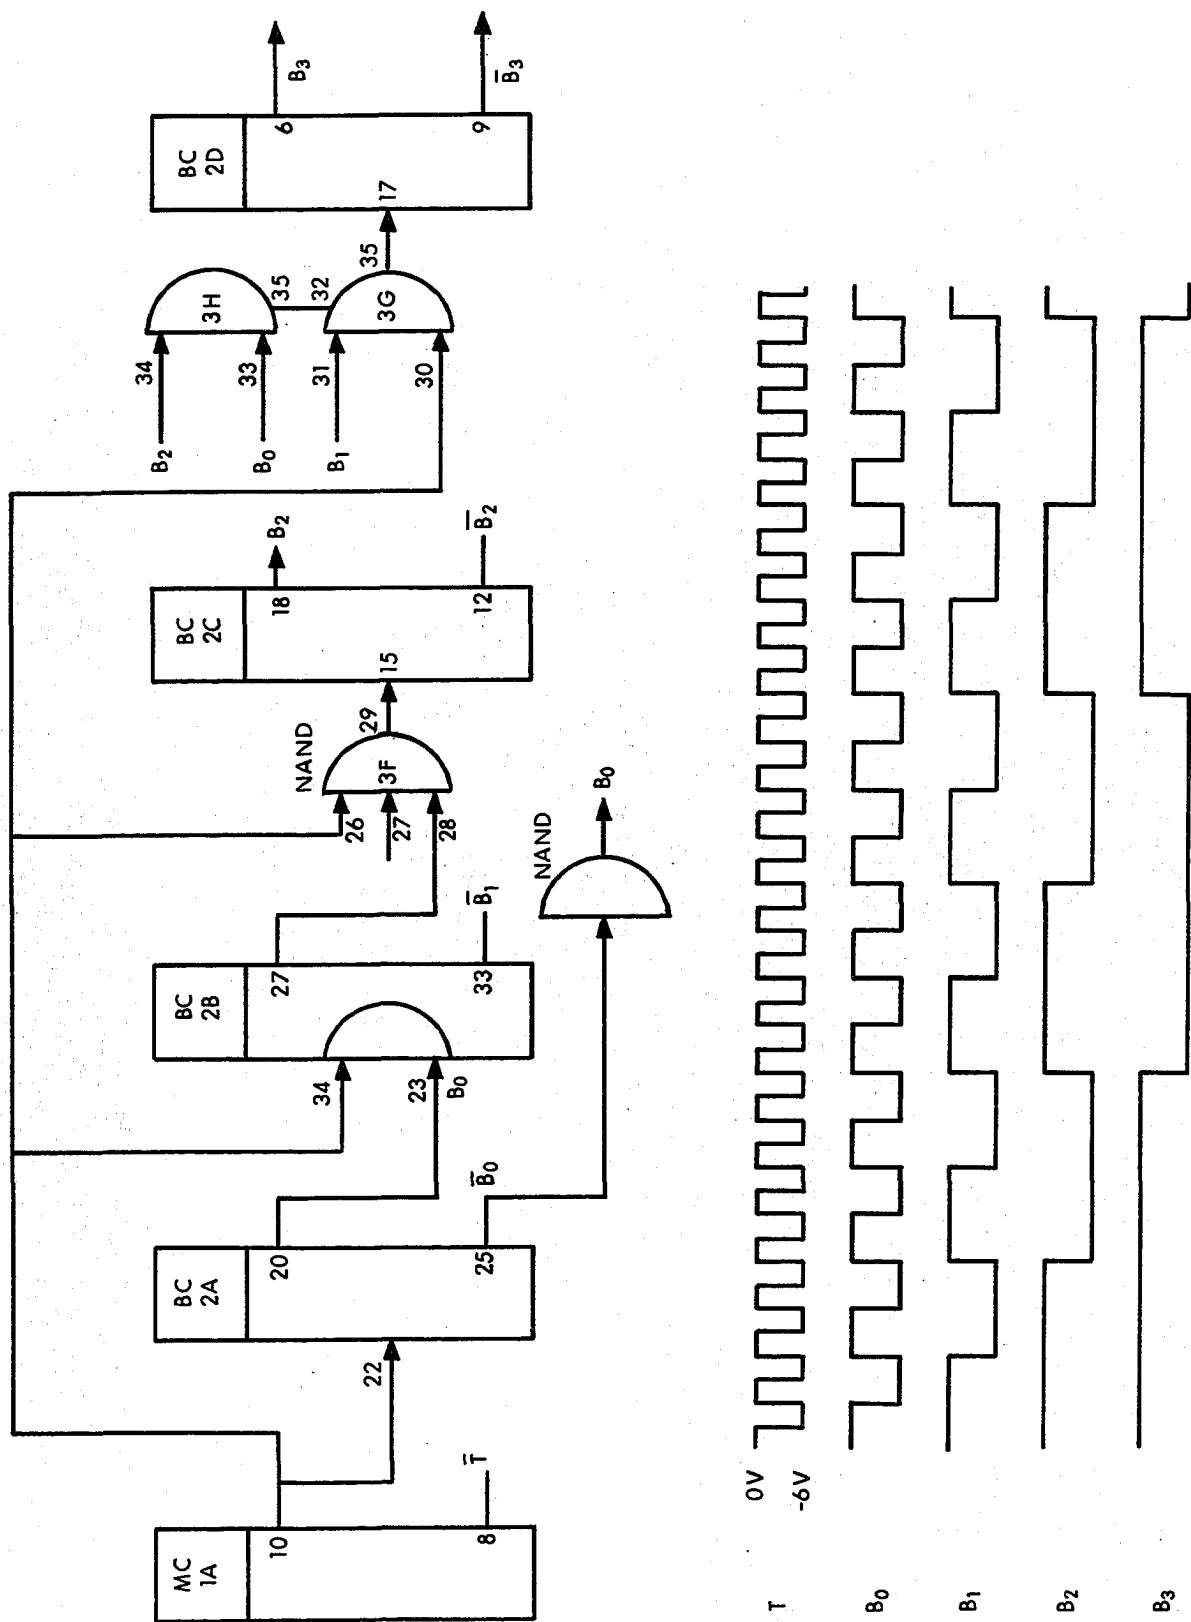 MC
1A
10
8
T̅
22
BC
2A
20
25
B̅0
34
23
B0
BC
2B
27
33
B̅1
NAND
B0
NAND
26
27
28
3F
29
BC
2C
15
18
12
B2
B̅2
B2
B0
B1
34
33
31
30
3H
35
32
3G
35
BC
2D
17
6
9
B3
B̅3
0V
-6V
T
B0
B1
B2
B3